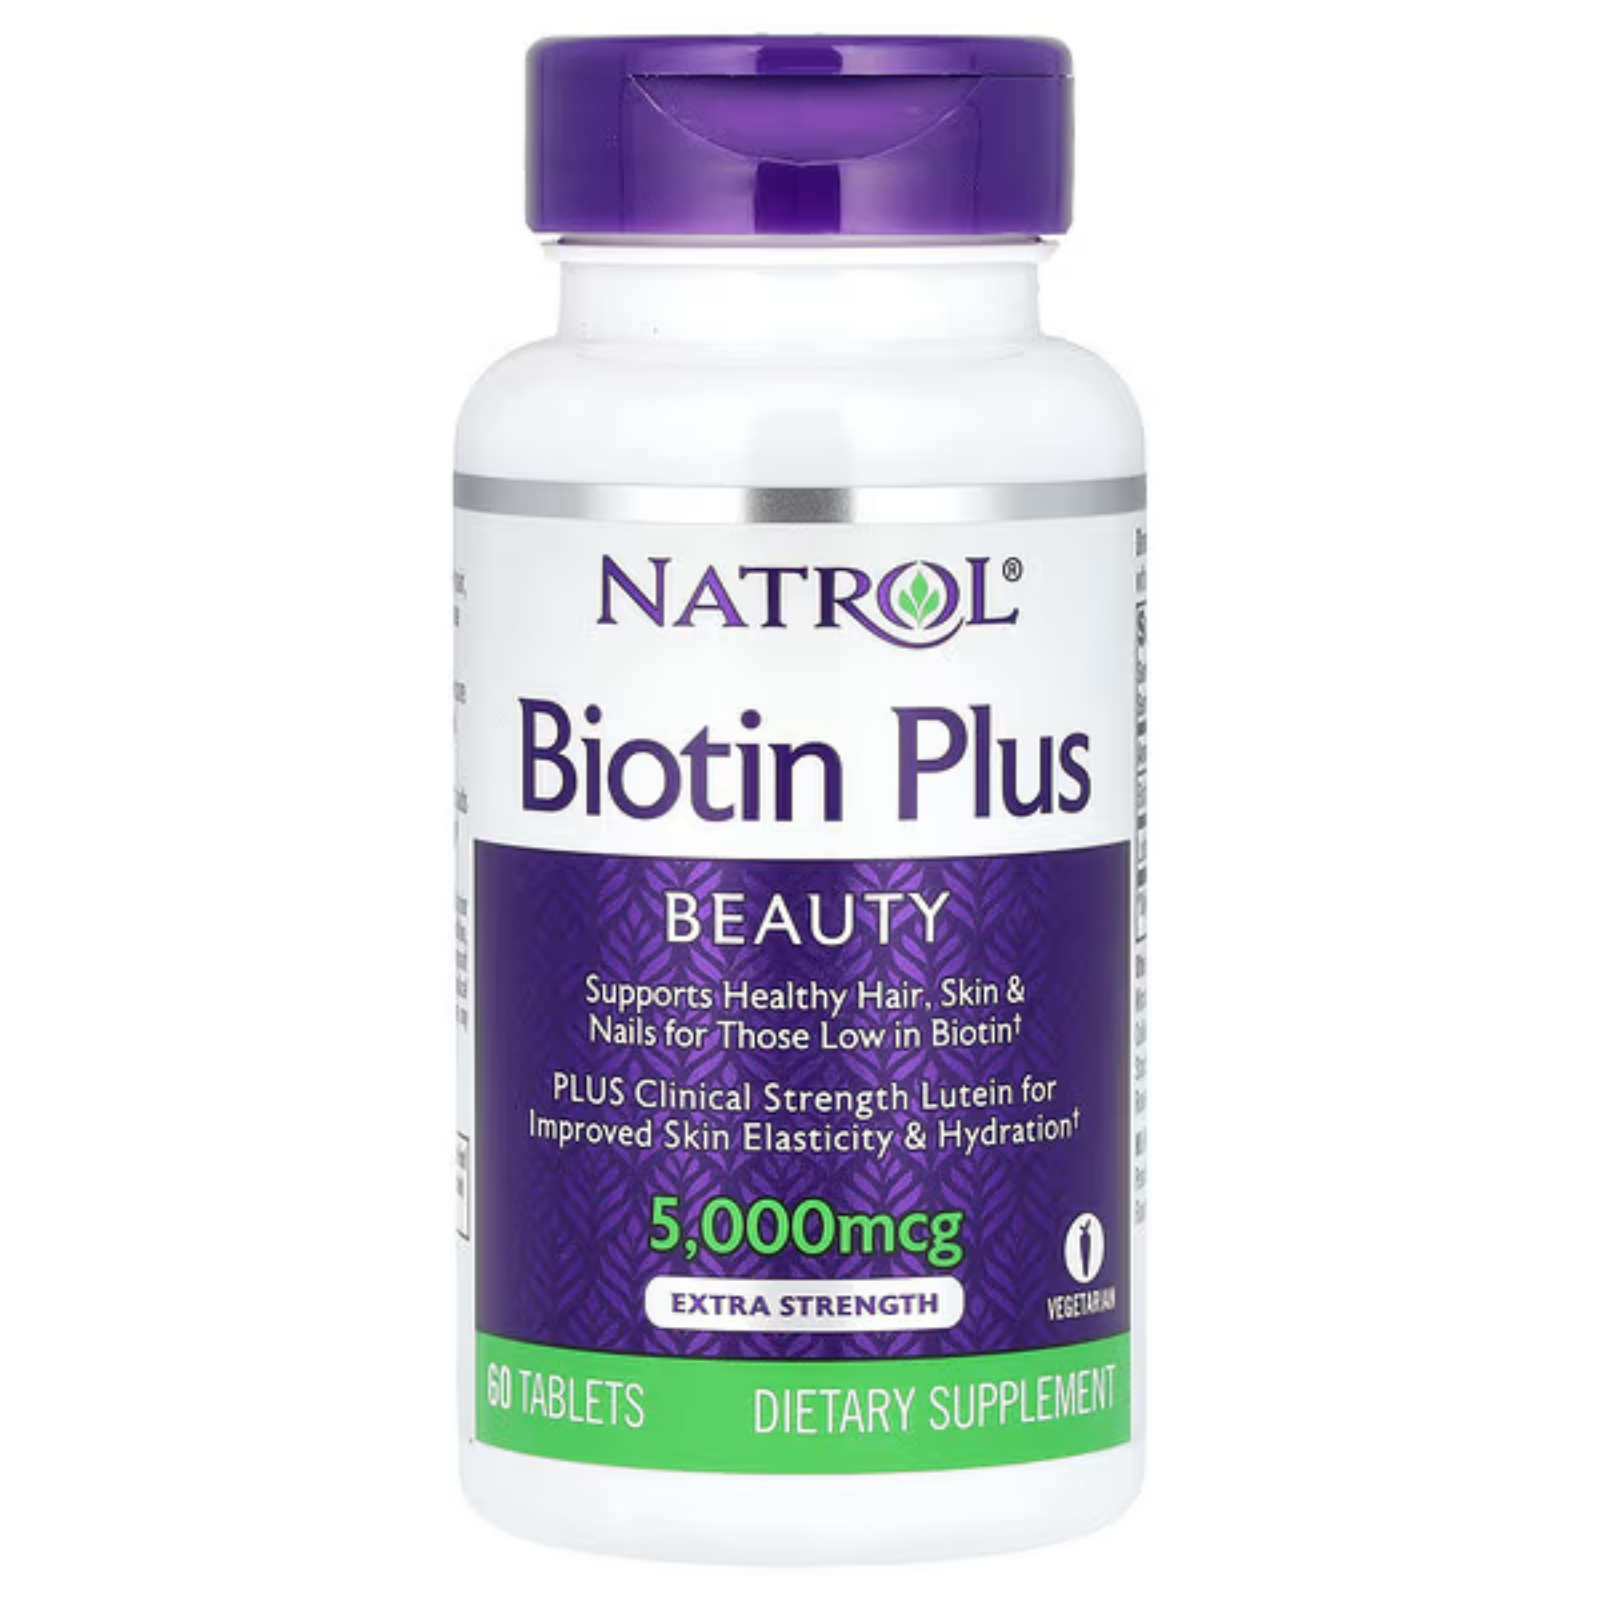 NATROL®
Biotin Plus
BEAUTY
Supports Healthy Hair, Skin &
Nails for Those Low in Biotin†
PLUS Clinical Strength Lutein for
Improved Skin Elasticity & Hydration†
5,000mcg
EXTRA STRENGTH
VEGETARIAN
60 TABLETS
DIETARY SUPPLEMENT